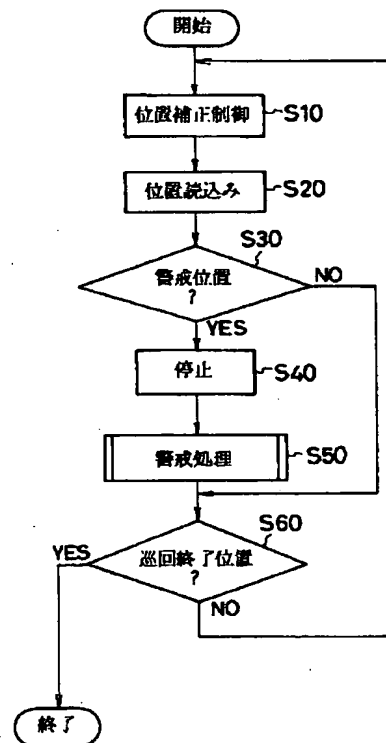 開始
位置補正制御 S10
位置読込み S20
S30
警戒位置 NO
?
YES
停止 S40
警戒処理 S50
S60
YES 巡回終了位置
?
NO
終了